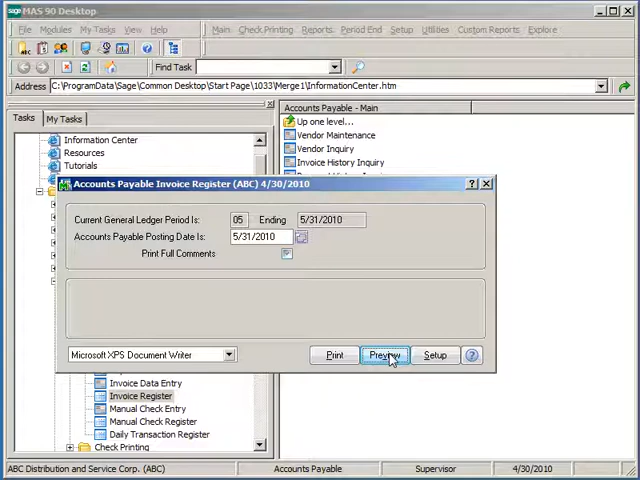 sage MAS 90 Desktop
File Modules My Tasks View Help Main Check Printing Reports Period End Setup Utilities Custom Reports Explore
Find Task
Address C:\ProgramData\Sage\Common Desktop\Start Page\1033\Merge1\InformationCenter.htm
Tasks My Tasks
Accounts Payable - Main
Information Center
Resources
Tutorials
Up one level...
Vendor Maintenance
Vendor Inquiry
Invoice History Inquiry
Accounts Payable Invoice Register (ABC) 4/30/2010
Current General Ledger Period Is: 05 Ending 5/31/2010
Accounts Payable Posting Date Is: 5/31/2010
Print Full Comments
Microsoft XPS Document Writer
Print Preview Setup
Invoice Data Entry
Invoice Register
Manual Check Entry
Manual Check Register
Daily Transaction Register
Check Printing
ABC Distribution and Service Corp. (ABC) Accounts Payable Supervisor 4/30/2010